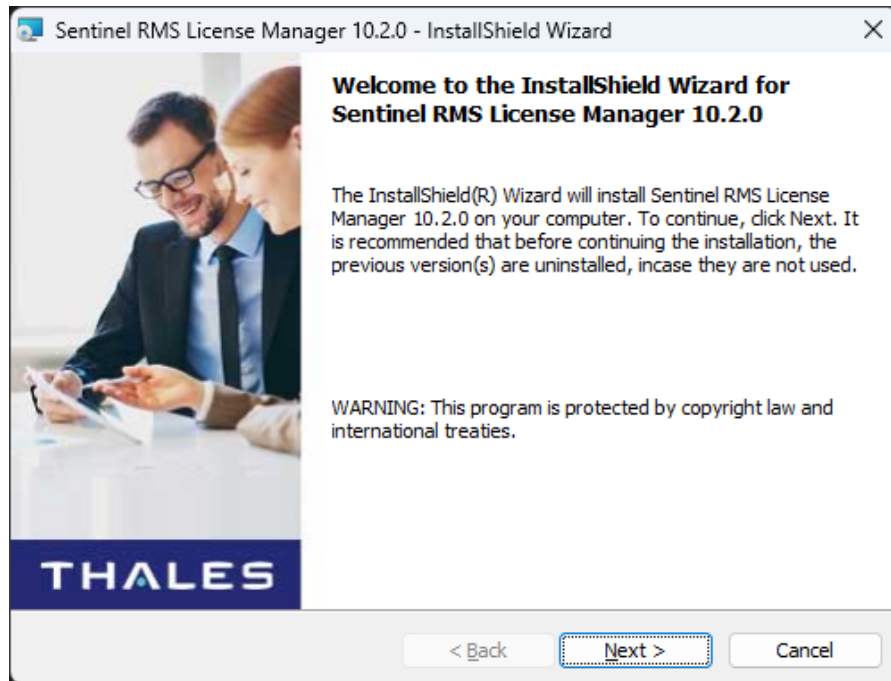 Sentinel RMS License Manager 10.2.0 - InstallShield Wizard
Welcome to the InstallShield Wizard for
Sentinel RMS License Manager 10.2.0
The InstallShield(R) Wizard will install Sentinel RMS License
Manager 10.2.0 on your computer. To continue, click Next. It
is recommended that before continuing the installation, the
previous version(s) are uninstalled, incase they are not used.
WARNING: This program is protected by copyright law and
international treaties.
THALES
< Back
Next >
Cancel